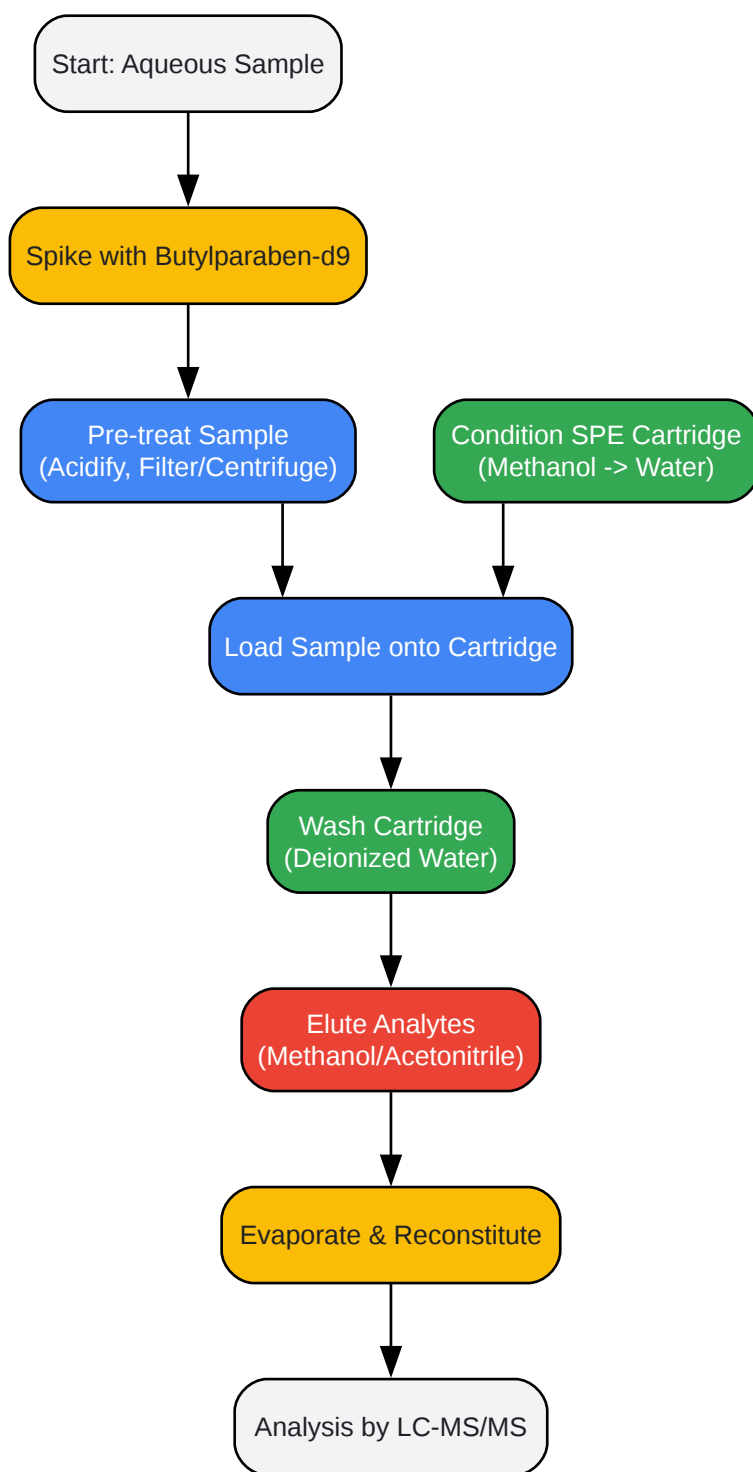 Start: Aqueous Sample
Spike with Butylparaben-d9
Pre-treat Sample
(Acidify, Filter/Centrifuge)
Condition SPE Cartridge
(Methanol -> Water)
Load Sample onto Cartridge
Wash Cartridge
(Deionized Water)
Elute Analytes
(Methanol/Acetonitrile)
Evaporate & Reconstitute
Analysis by LC-MS/MS